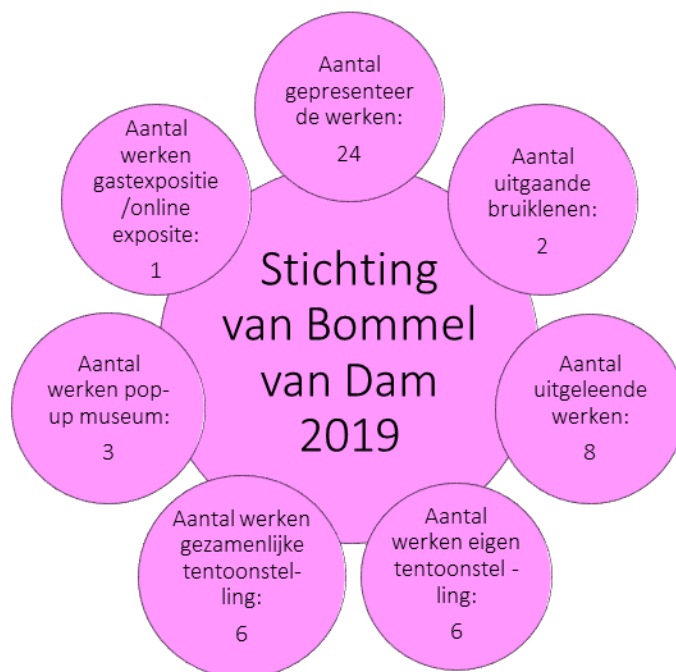 Aantal
gepresenteer
de werken:
24
Aantal
uitgaande
bruiklenen:
2
Aantal
uitgeleende
werken:
8
Aantal
werken eigen
tentoonstel -
ling:
6
Aantal werken
gezamenlijke
tentoonstel-
ling:
6
Aantal
werken pop-
up museum:
3
Aantal
werken
gastexpositie
/online
exposite:
1
Stichting
van Bommel
van Dam
2019